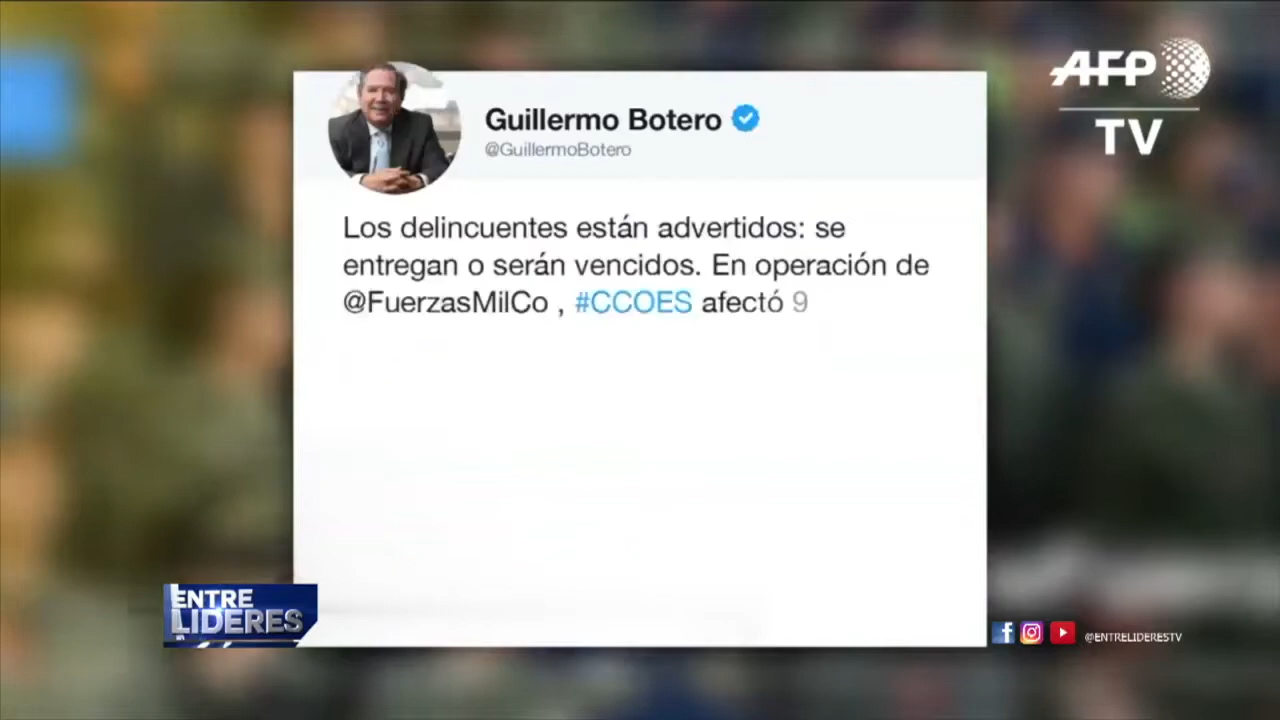 AFP
TV
Guillermo Botero
@GuillermoBotero
Los delincuentes están advertidos: se
entregan o serán vencidos. En operación de
@FuerzasMilCo , #CCOES afectó 9
ENTRE
LIDERES
@ENTRELIDERESTV